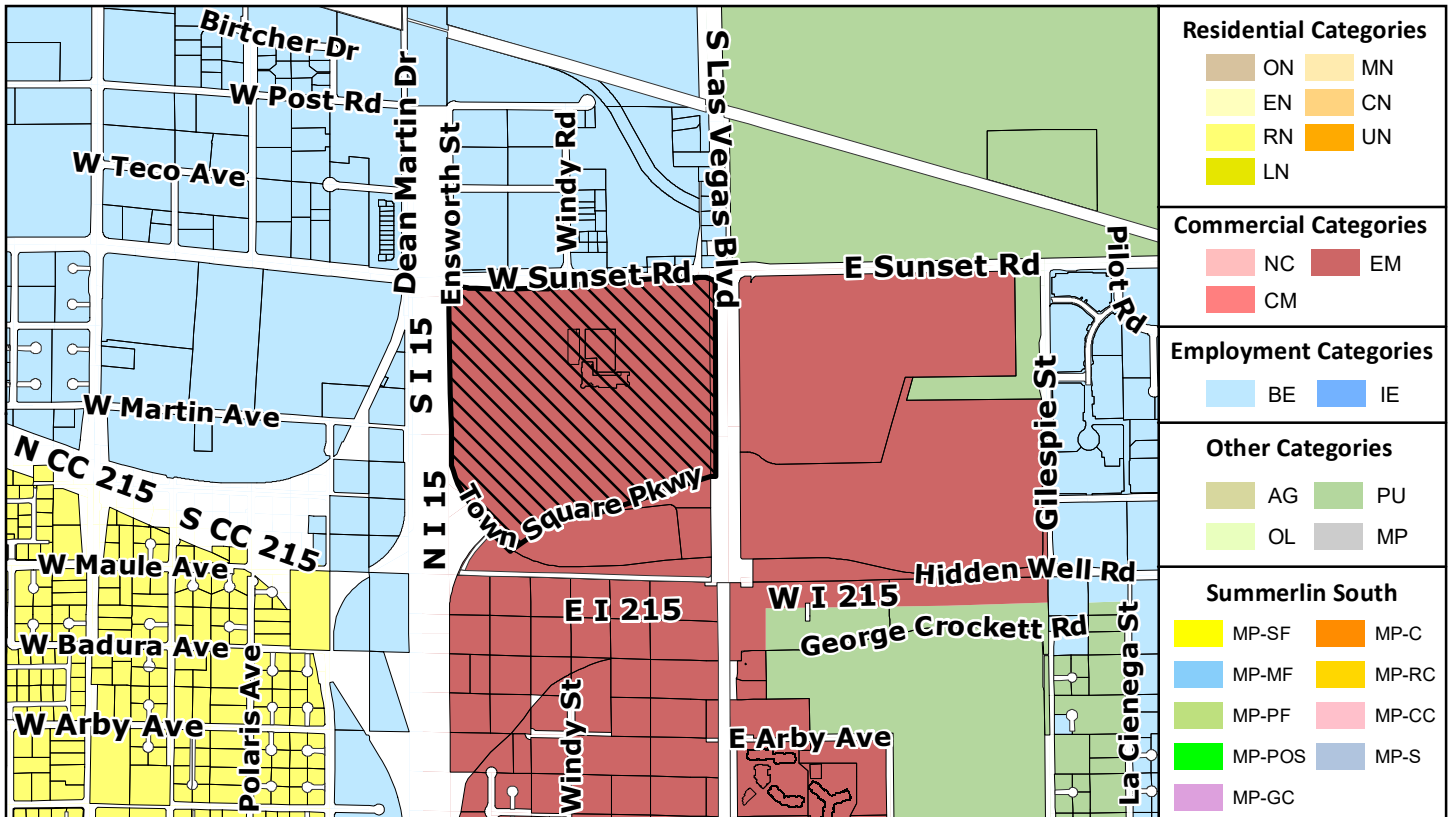 Birtcher Dr
W Post Rd
W Teco Ave
Dean Martin Dr
Ensworth St
Windy Rd
S Las Vegas Blvd
W Sunset Rd
E Sunset Rd
Pilot Rd
S I 15
N I 15
W Martin Ave
N CC 215
S CC 215
Town Square Pkwy
Gilespie St
W Maule Ave
Hidden Well Rd
E I 215
W I 215
George Crockett Rd
W Badura Ave
Polaris Ave
W Arby Ave
Windy St
E Arby Ave
La Cienega St
Residential Categories
ON MN
EN CN
RN UN
LN
Commercial Categories
NC EM
CM
Employment Categories
BE IE
Other Categories
AG PU
OL MP
Summerlin South
MP-SF MP-C
MP-MF MP-RC
MP-PF MP-CC
MP-POS MP-S
MP-GC